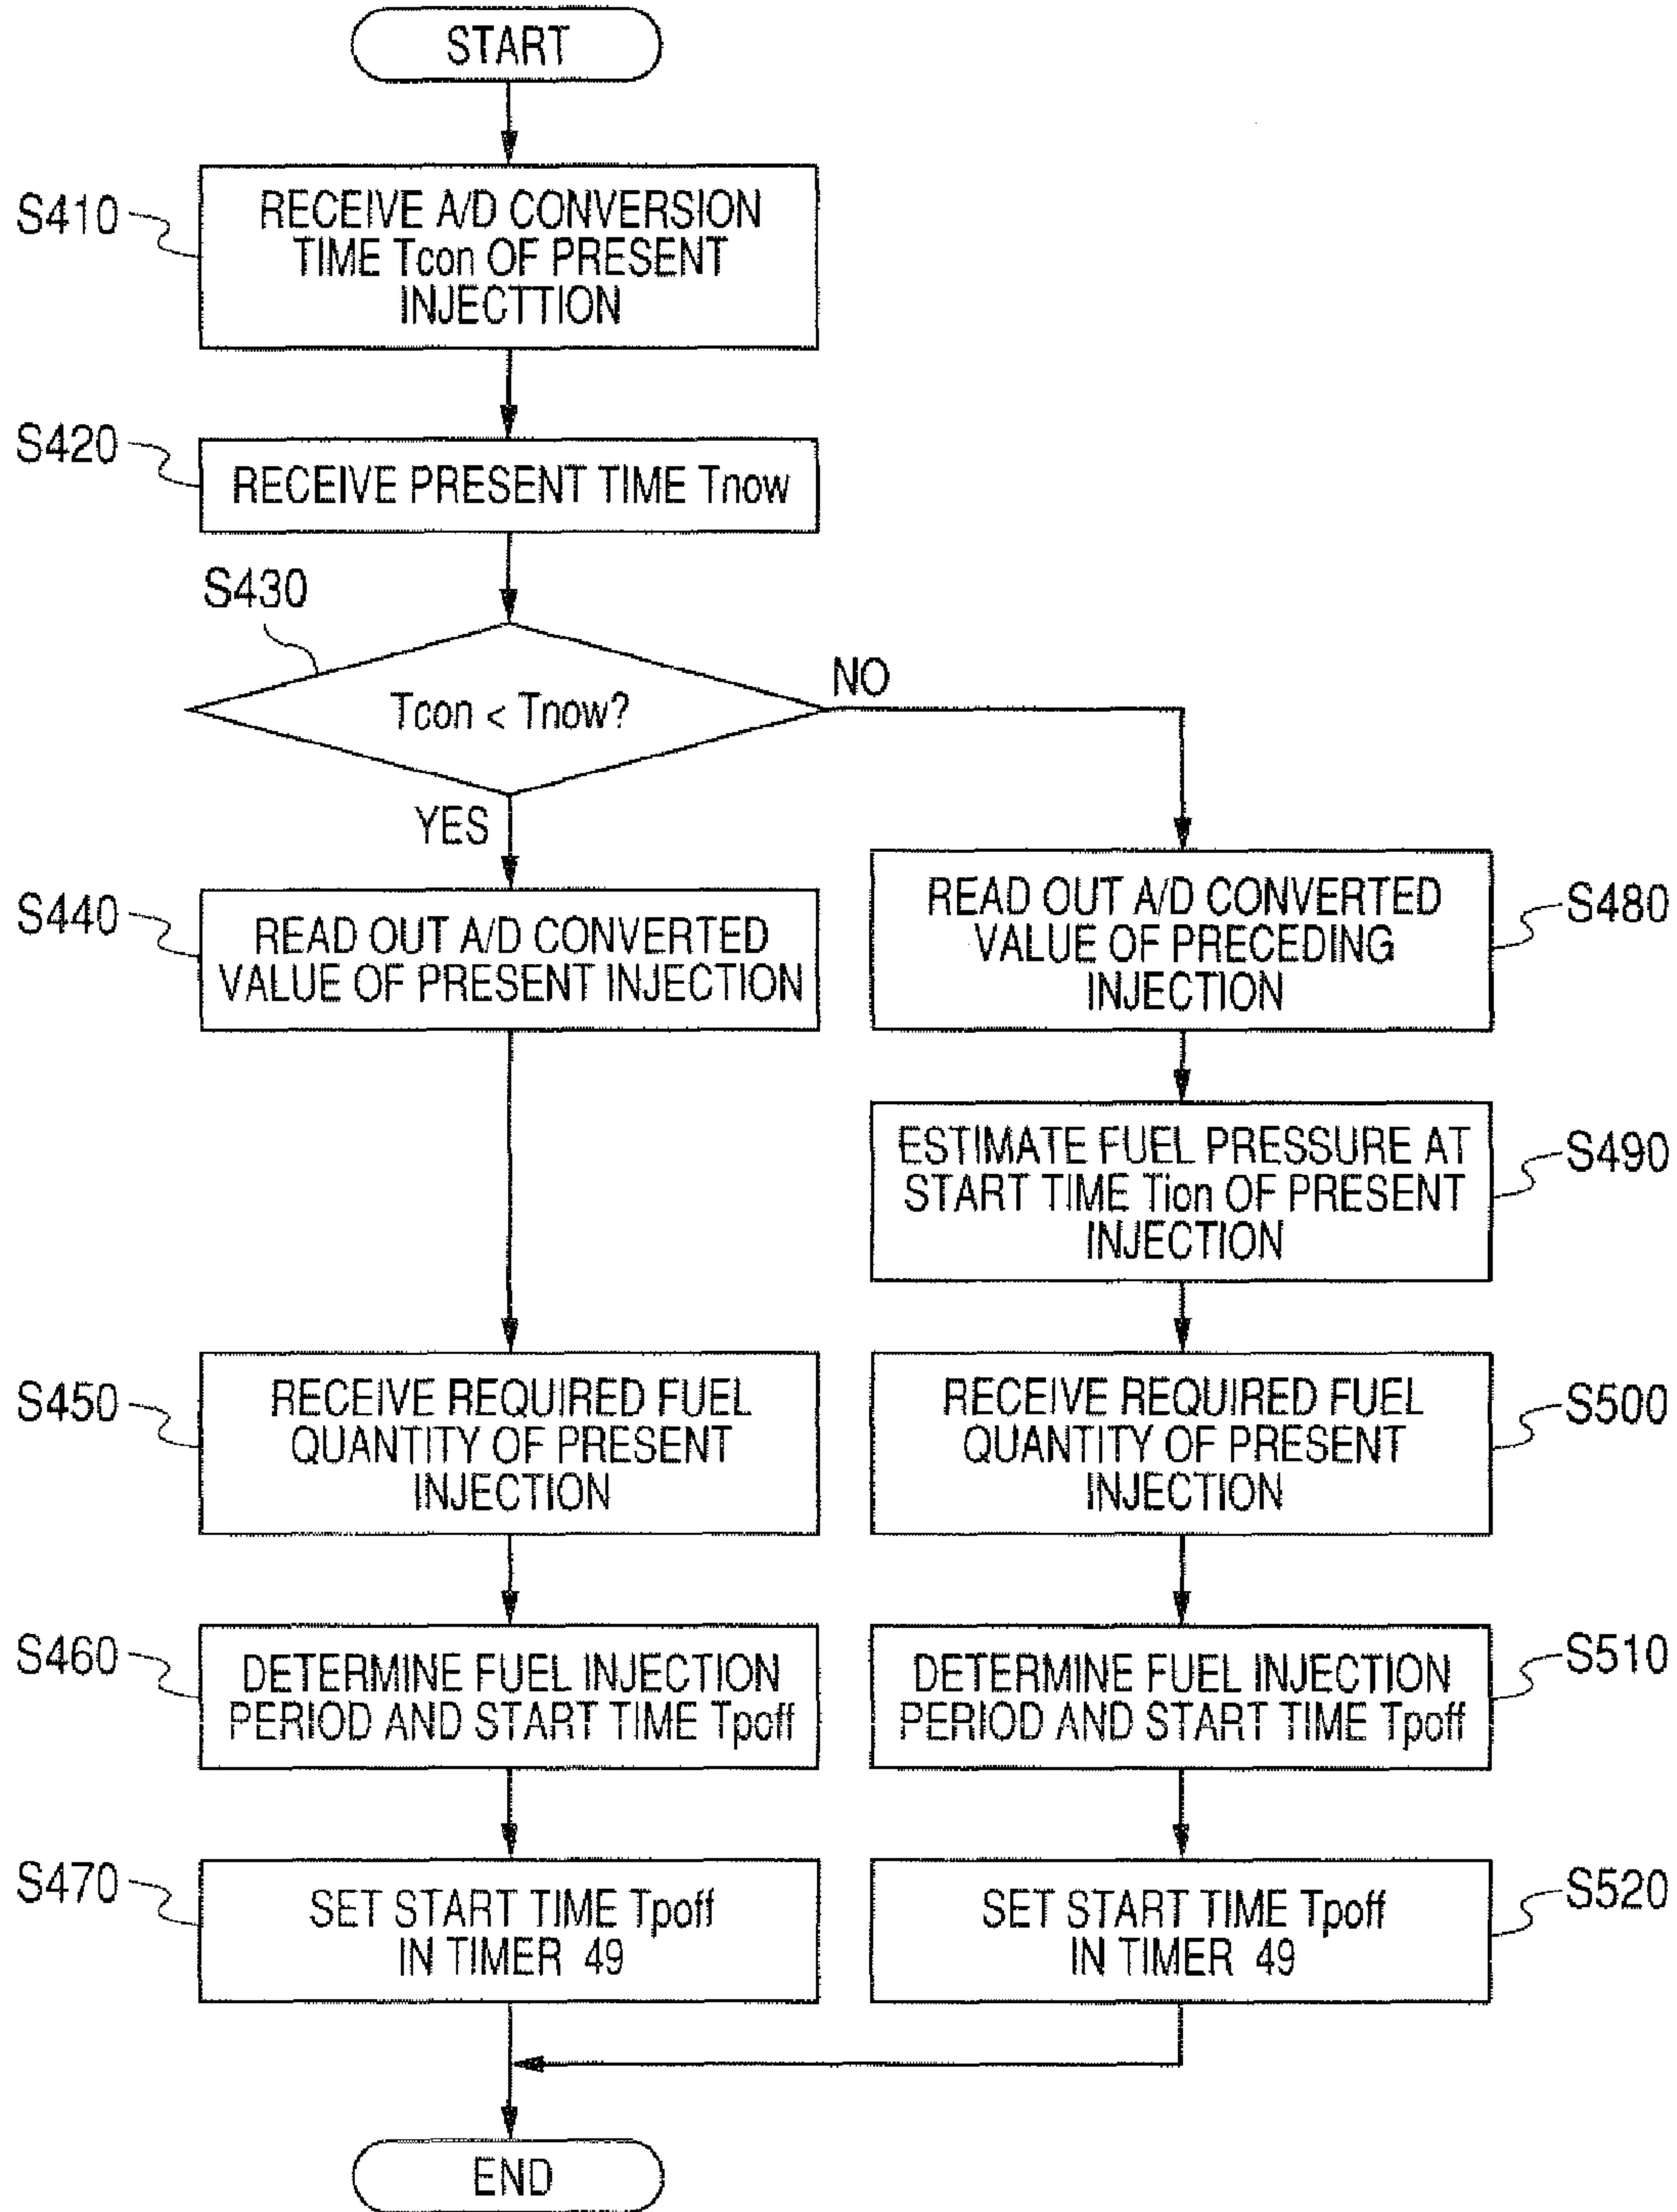 START
S410
RECEIVE A/D CONVERSION
TIME Tcon OF PRESENT
INJECTTION
S420
RECEIVE PRESENT TIME Tnow
S430
Tcon < Tnow?
NO
YES
S440
READ OUT A/D CONVERTED
VALUE OF PRESENT INJECTION
S450
RECEIVE REQUIRED FUEL
QUANTITY OF PRESENT
INJECTION
S460
DETERMINE FUEL INJECTION
PERIOD AND START TIME Tpoff
S470
SET START TIME Tpoff
IN TIMER 49
READ OUT A/D CONVERTED
VALUE OF PRECEDING
INJECTION
S480
ESTIMATE FUEL PRESSURE AT
START TIME Tion OF PRESENT
INJECTION
S490
RECEIVE REQUIRED FUEL
QUANTITY OF PRESENT
INJECTION
S500
DETERMINE FUEL INJECTION
PERIOD AND START TIME Tpoff
S510
SET START TIME Tpoff
IN TIMER 49
S520
END